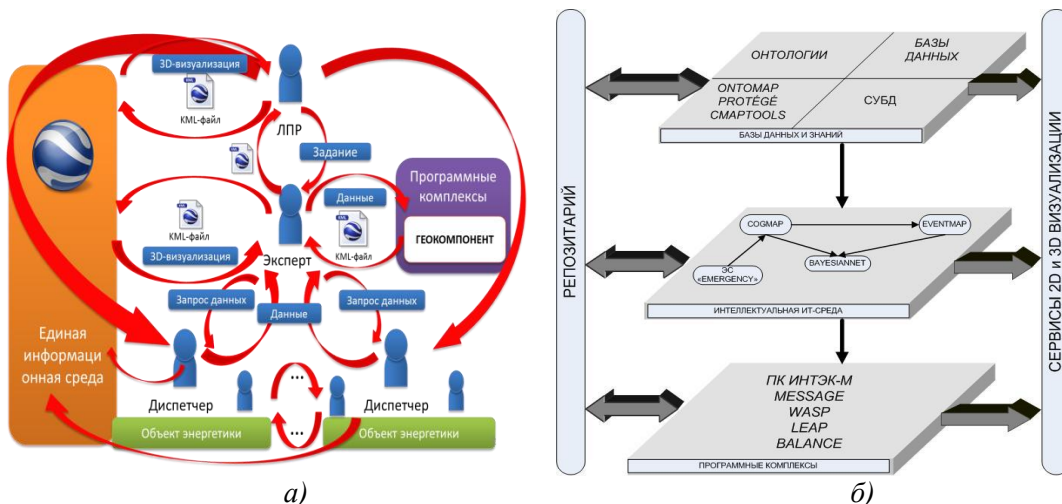 3D-визуализация
KML-файл
ЛПР
Задание
Программные
комплексы
ГЕОКОМПОНЕНТ
Данные
KML-файл
KML-файл
3D-визуализация
Эксперт
Запрос данных
Данные
Запрос данных
Единая
информаци
онная среда
...
...
Диспетчер
Диспетчер
Объект энергетики
Объект энергетики
а)
РЕПОЗИТАРИЙ
ОНТОЛОГИИ
БАЗЫ
ДАННЫХ
ONTOMAP
PROTÉGÉ
CMAPTOOLS
СУБД
БАЗЫ ДАННЫХ И ЗНАНИЙ
COGMAP
EVENTMAP
BAYESIANNET
ЭС
«EMERGENCY»
ИНТЕЛЛЕКТУАЛЬНАЯ ИТ-СРЕДА
ПК ИНТЭК-М
MESSAGE
WASP
LEAP
BALANCE
ПРОГРАММНЫЕ КОМПЛЕКСЫ
СЕРВИСЫ 2D и 3D ВИЗУАЛИЗАЦИИ
б)